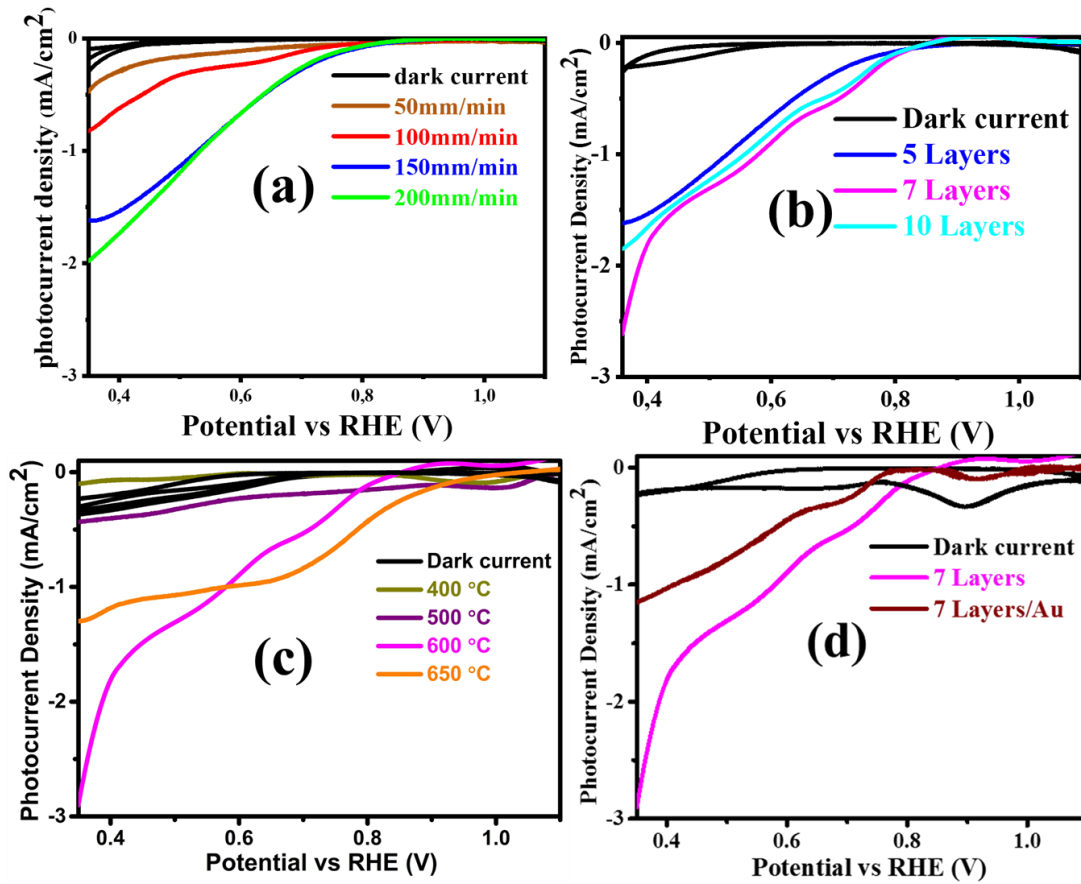 photocurrent density (mA/cm²)
0
-1
-2
-3
dark current
50mm/min
100mm/min
150mm/min
200mm/min
(a)
0,4
0,6
0,8
1,0
Potential vs RHE (V)
Photocurrent Density (mA/cm²)
0
-1
-2
-3
Dark current
5 Layers
7 Layers
10 Layers
(b)
0,4
0,6
0,8
1,0
Potential vs RHE (V)
Photocurrent Density (mA/cm²)
0
-1
-2
-3
Dark current
400 °C
500 °C
600 °C
650 °C
(c)
0.4
0.6
0.8
1.0
Potential vs RHE (V)
Photocurrent Density (mA/cm²)
0
-1
-2
-3
Dark current
7 Layers
7 Layers/Au
(d)
0.4
0.6
0.8
1.0
Potential vs RHE (V)